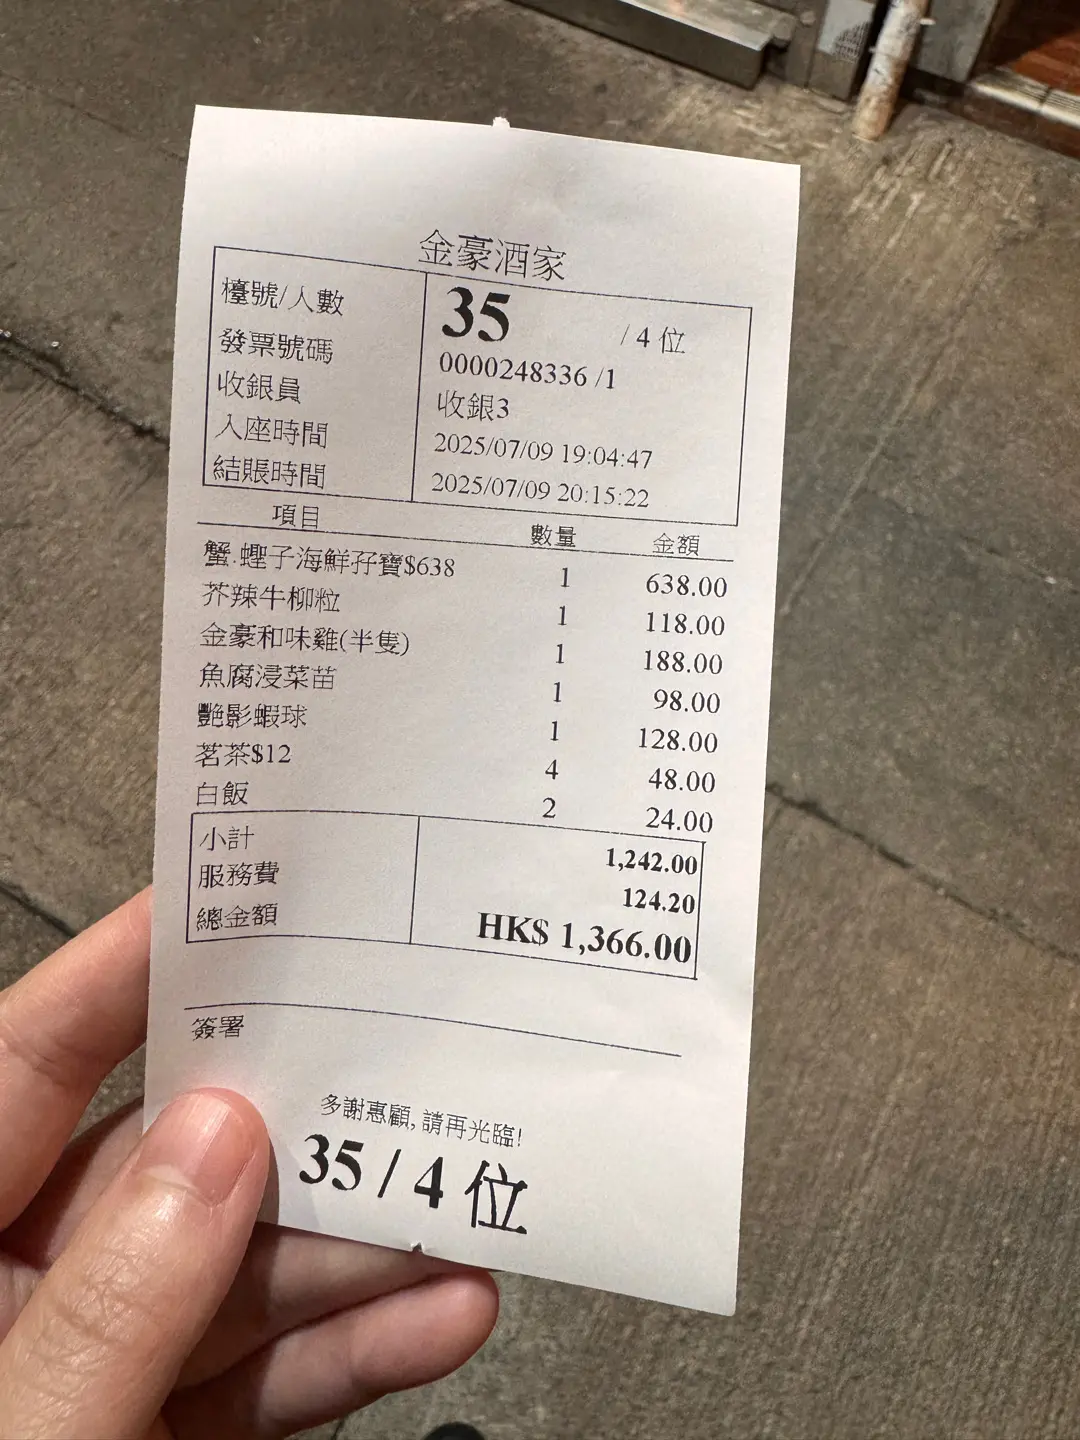 金豪酒家
檯號/人數 35 / 4 位
發票號碼 0000248336 /1
收銀員 收銀3
入座時間 2025/07/09 19:04:47
結賬時間 2025/07/09 20:15:22
項目 數量 金額
蟹.蟶子海鮮孖寶$638 1 638.00
芥辣牛柳粒 1 118.00
金豪和味雞(半隻) 1 188.00
魚腐浸菜苗 1 98.00
艷影蝦球 1 128.00
茗茶$12 4 48.00
白飯 2 24.00
小計 1,242.00
服務費 124.20
總金額 HK$ 1,366.00
簽署
多謝惠顧, 請再光臨!
35 / 4 位